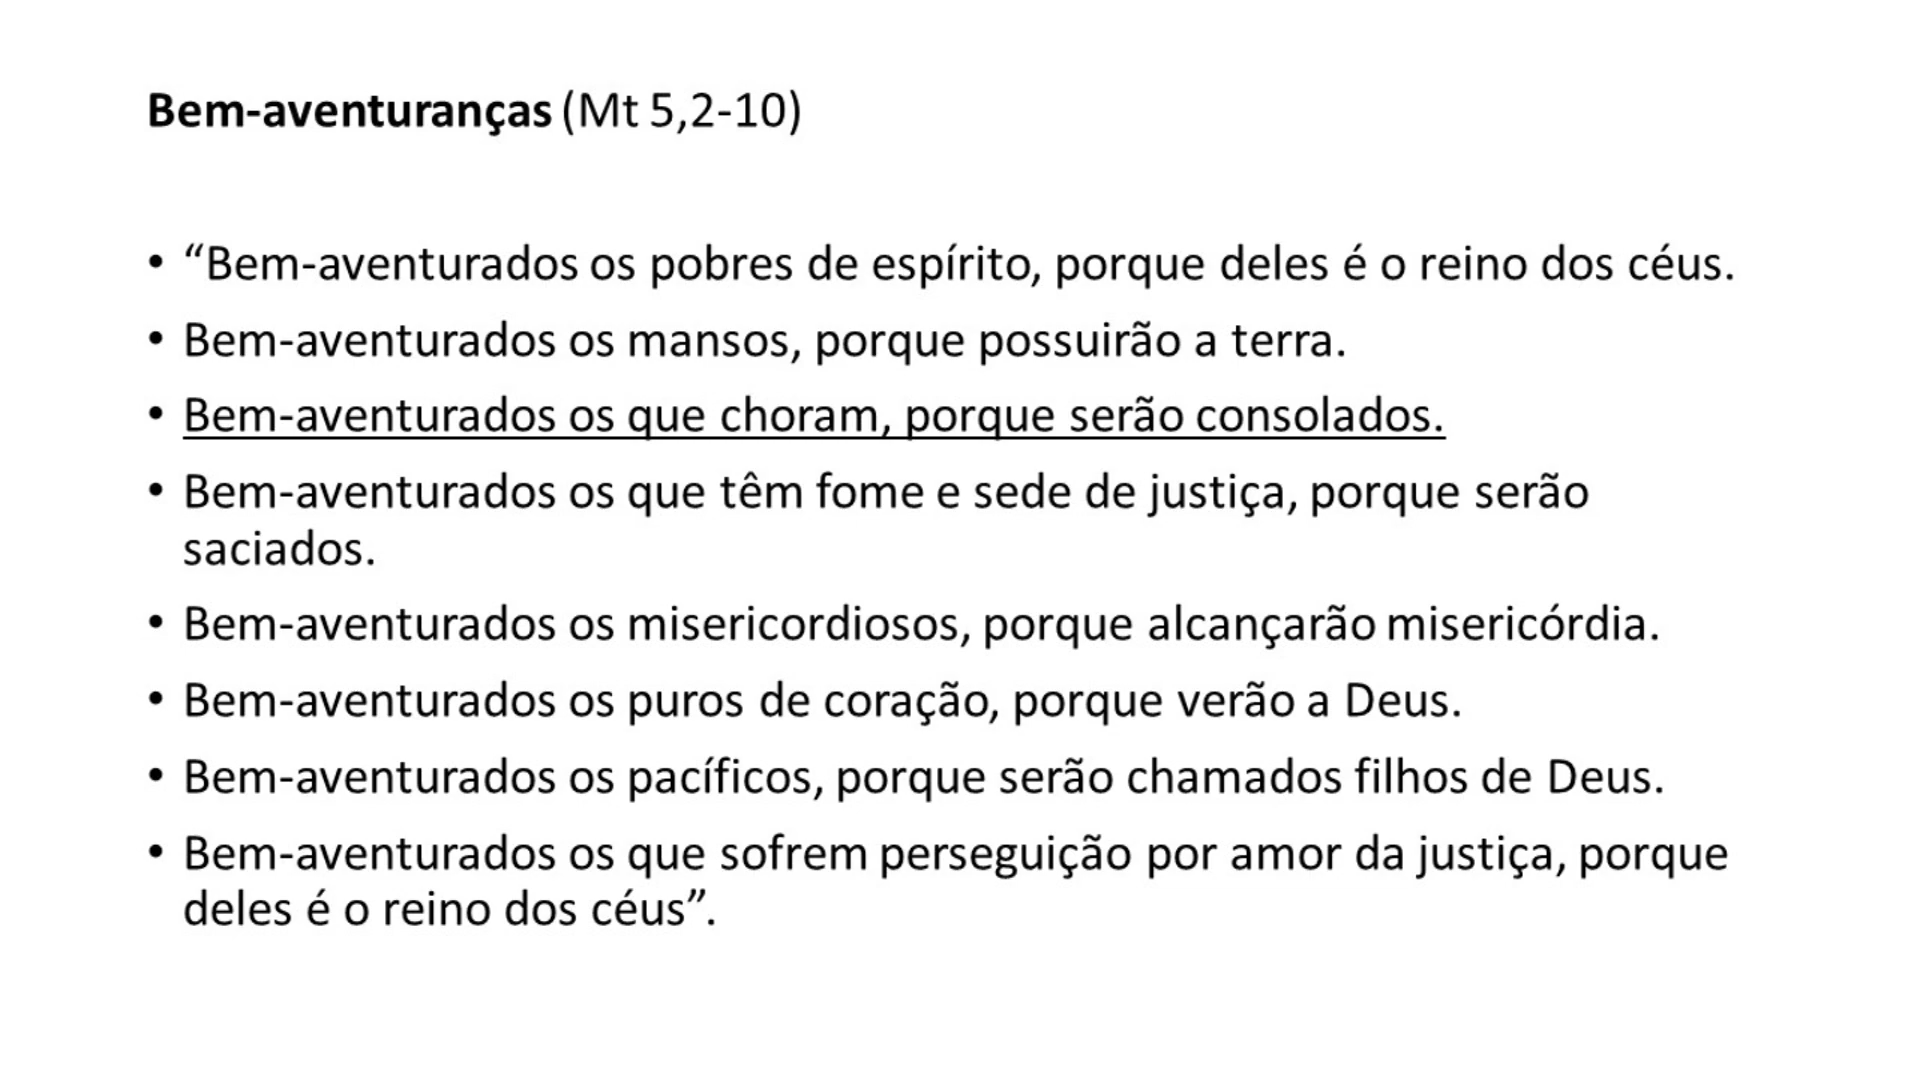 Bem-aventuranças (Mt 5,2-10)
• “Bem-aventurados os pobres de espírito, porque deles é o reino dos céus.
• Bem-aventurados os mansos, porque possuirão a terra.
• Bem-aventurados os que choram, porque serão consolados.
• Bem-aventurados os que têm fome e sede de justiça, porque serão
saciados.
• Bem-aventurados os misericordiosos, porque alcançarão misericórdia.
• Bem-aventurados os puros de coração, porque verão a Deus.
• Bem-aventurados os pacíficos, porque serão chamados filhos de Deus.
• Bem-aventurados os que sofrem perseguição por amor da justiça, porque
deles é o reino dos céus”.